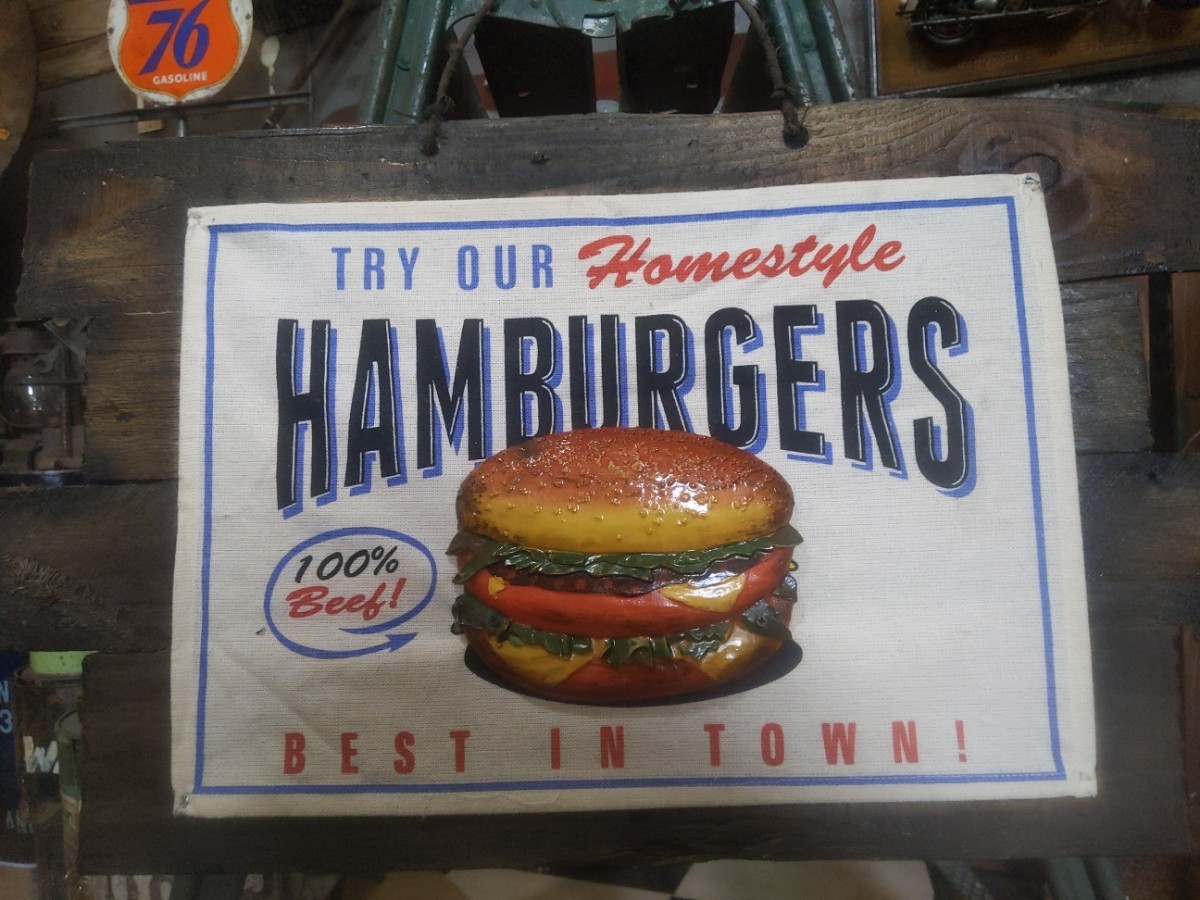 76
GASOLINE
TRY OUR Homestyle
HAMBURGERS
100%
Beef!
BEST IN TOWN!